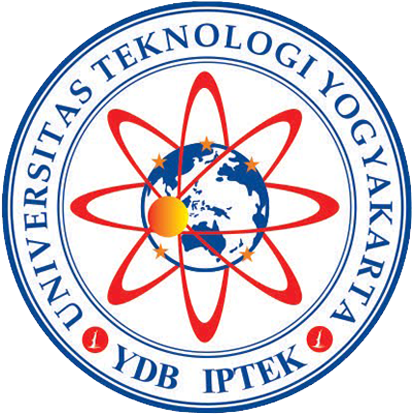 UNIVERSITAS TEKNOLOGI YOGYAKARTA
YDB IPTEK